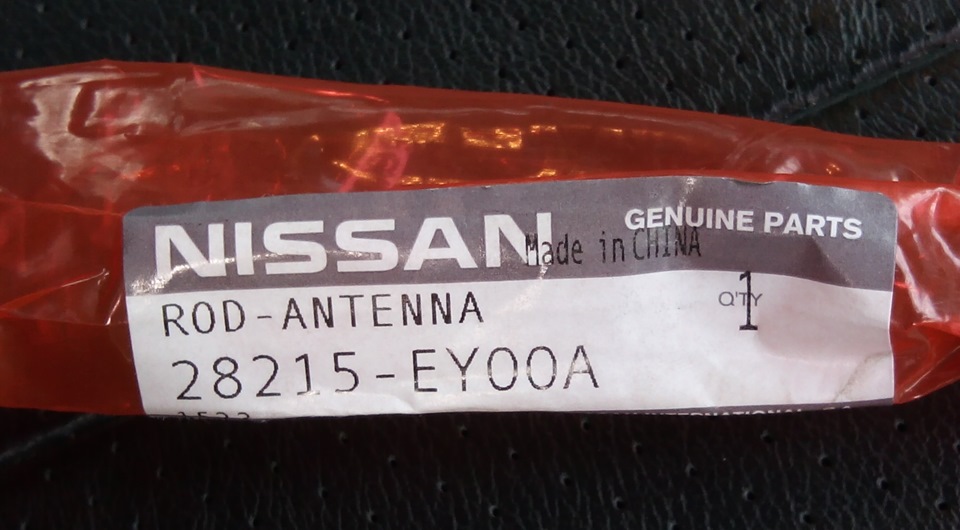 NISSAN GENUINE PARTS
Made in CHINA
ROD-ANTENNA
Q'TY 1
28215-EY00A